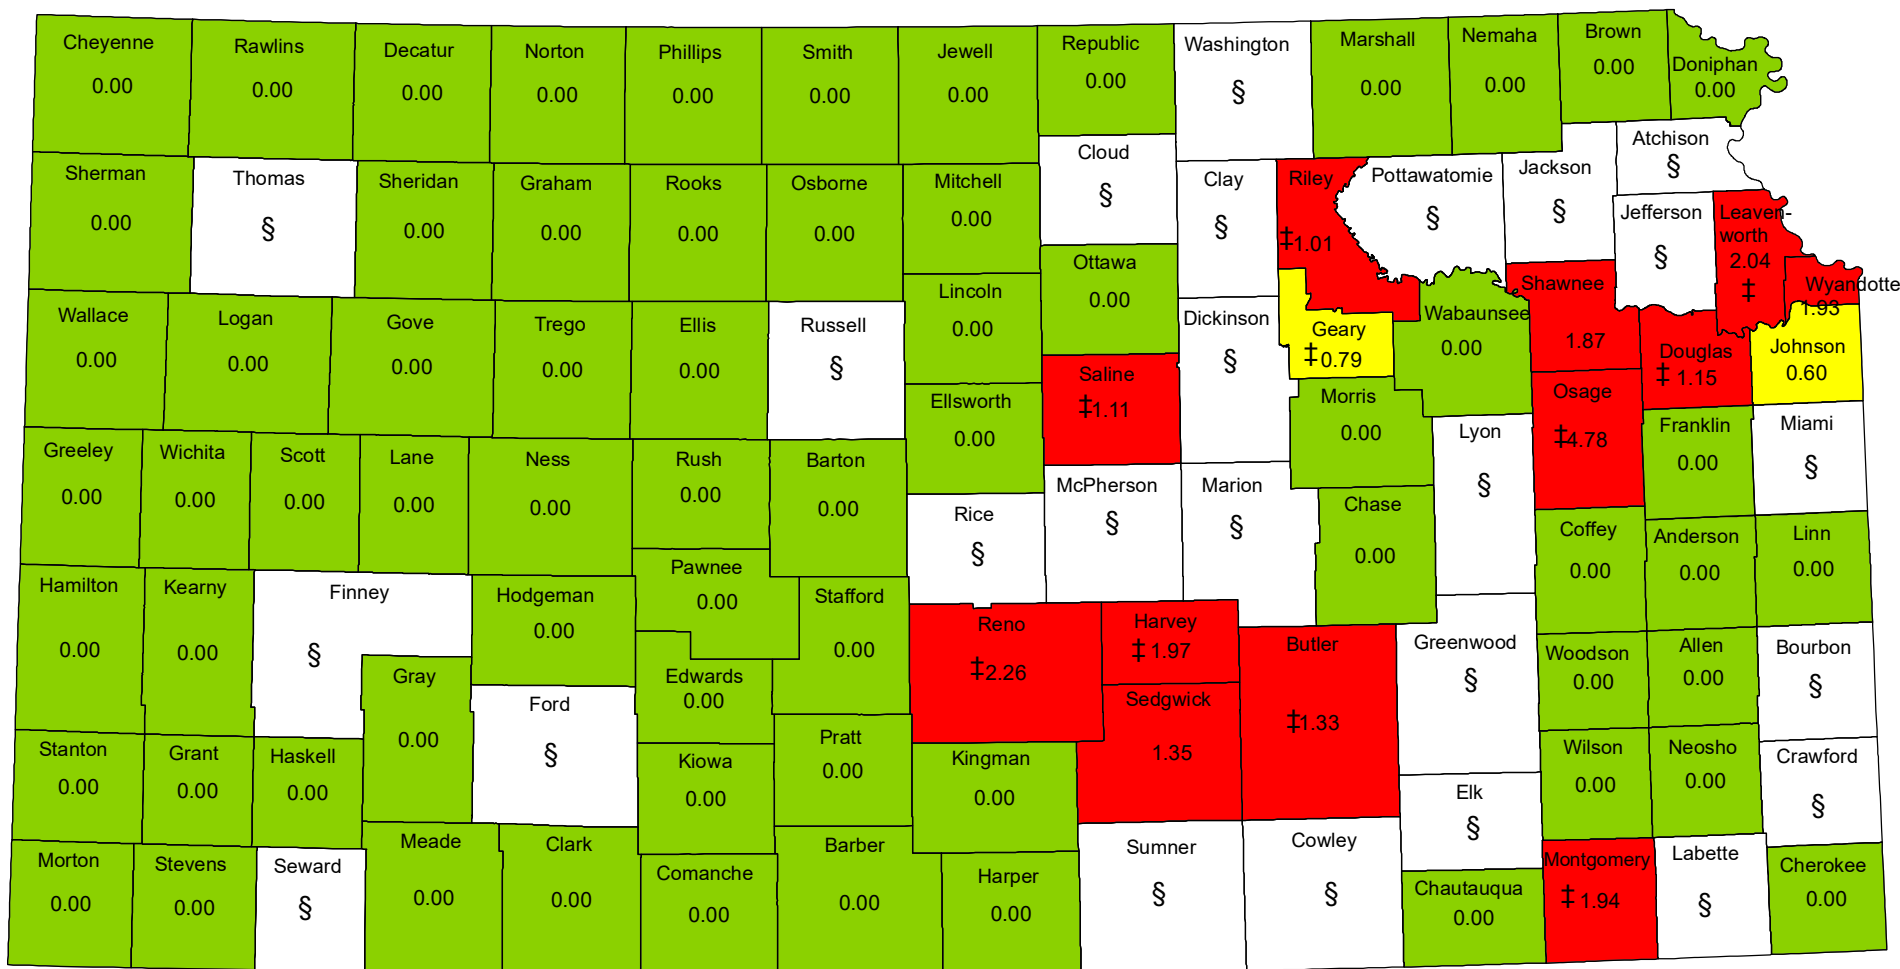 Cheyenne
0.00
Rawlins
0.00
Decatur
0.00
Norton
0.00
Phillips
0.00
Smith
0.00
Jewell
0.00
Republic
0.00
Washington
§
Marshall
0.00
Nemaha
0.00
Brown
0.00
Doniphan
0.00
Sherman
0.00
Thomas
§
Sheridan
0.00
Graham
0.00
Rooks
0.00
Osborne
0.00
Mitchell
0.00
Cloud
§
Clay
§
Riley
‡1.01
Pottawatomie
§
Jackson
§
Atchison
§
Jefferson
§
Leaven-
worth
2.04
‡
Wyandotte
1.93
Wallace
0.00
Logan
0.00
Gove
0.00
Trego
0.00
Ellis
0.00
Russell
§
Lincoln
0.00
Ottawa
0.00
Dickinson
§
Geary
‡0.79
Wabaunsee
0.00
Shawnee
1.87
Douglas
‡ 1.15
Johnson
0.60
Saline
‡1.11
Ellsworth
0.00
Morris
0.00
Osage
‡4.78
Franklin
0.00
Miami
§
Greeley
0.00
Wichita
0.00
Scott
0.00
Lane
0.00
Ness
0.00
Rush
0.00
Barton
0.00
Rice
§
McPherson
§
Marion
§
Chase
0.00
Lyon
§
Coffey
0.00
Anderson
0.00
Linn
0.00
Hamilton
0.00
Kearny
0.00
Finney
§
Hodgeman
0.00
Pawnee
0.00
Stafford
0.00
Reno
‡2.26
Harvey
‡ 1.97
Butler
‡1.33
Greenwood
§
Woodson
0.00
Allen
0.00
Bourbon
§
Gray
0.00
Ford
§
Edwards
0.00
Sedgwick
1.35
Stanton
0.00
Grant
0.00
Haskell
0.00
Kiowa
0.00
Pratt
0.00
Kingman
0.00
Elk
§
Wilson
0.00
Neosho
0.00
Crawford
§
Morton
0.00
Stevens
0.00
Seward
§
Meade
0.00
Clark
0.00
Comanche
0.00
Barber
0.00
Harper
0.00
Sumner
§
Cowley
§
Chautauqua
0.00
Montgomery
‡ 1.94
Labette
§
Cherokee
0.00